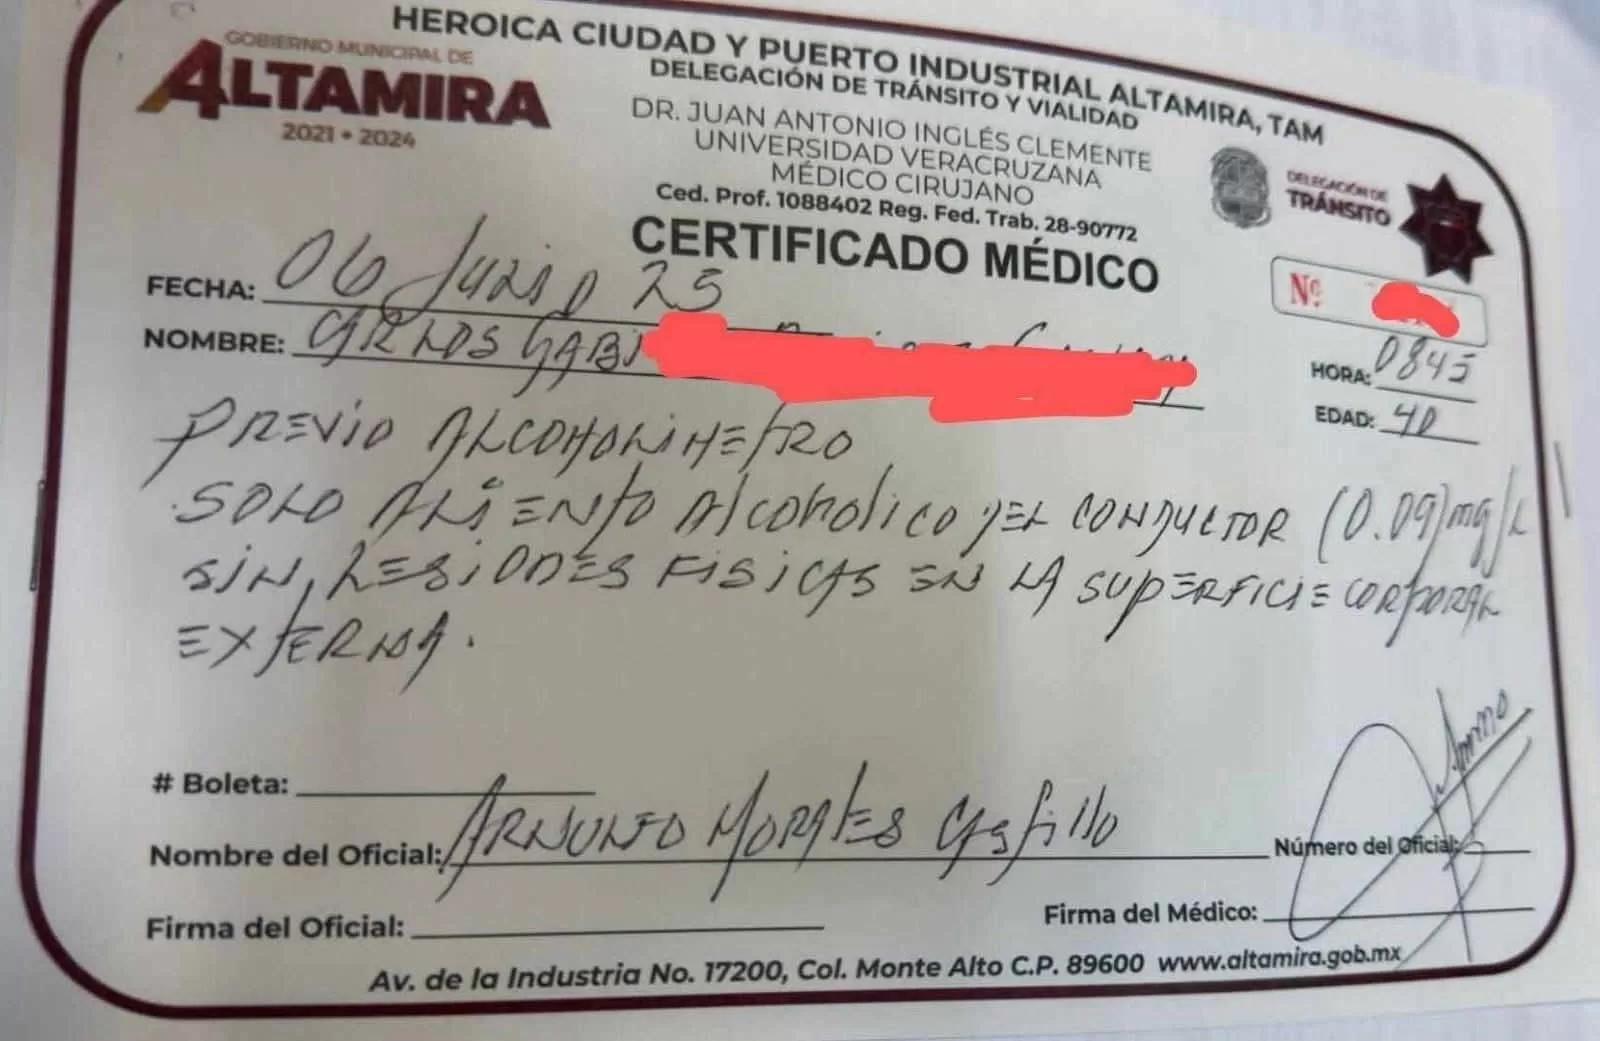 HEROICA CIUDAD Y PUERTO INDUSTRIAL ALTAMIRA, TAM
GOBIERNO MUNICIPAL DE
ALTAMIRA
2021 • 2024
DELEGACIÓN DE TRÁNSITO Y VIALIDAD
DR. JUAN ANTONIO INGLÉS CLEMENTE
UNIVERSIDAD VERACRUZANA
MÉDICO CIRUJANO
Ced. Prof. 1088402 Reg. Fed. Trab. 28-90772
DELEGACIÓN DE
TRÁNSITO
CERTIFICADO MÉDICO
Nº
FECHA: 06 Junio 25
NOMBRE: CARLOS GABI
HORA: 0845
EDAD: 40
PREVIO ALCOHOLIMETRO
SOLO ALIENTO Alcoholico DEL CONDUCTOR (0.09) mg/L
SIN LESIONES FISICAS EN LA SUPERFICIE CORPORAL
EXTERNA.
# Boleta:
Nombre del Oficial: MORALES Castillo
Número del Oficial:
Firma del Oficial:
Firma del Médico:
Av. de la Industria No. 17200, Col. Monte Alto C.P. 89600 www.altamira.gob.mx